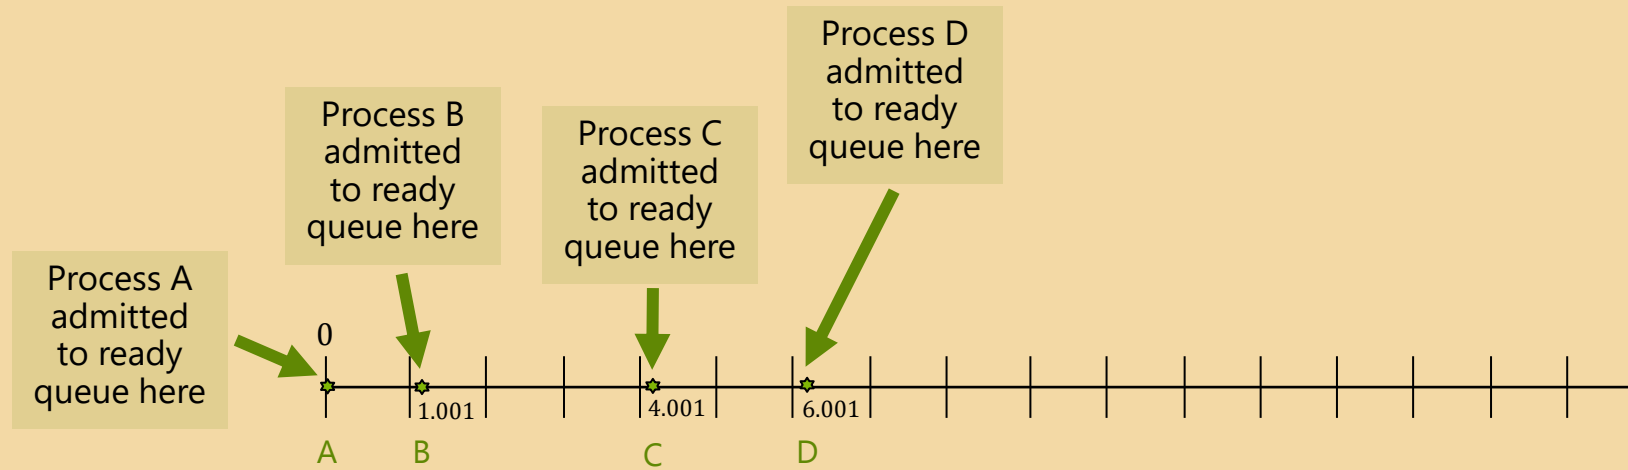 Process A
admitted
to ready
queue here
Process B
admitted
to ready
queue here
Process C
admitted
to ready
queue here
Process D
admitted
to ready
queue here
0
1.001
4.001
6.001
A
B
C
D